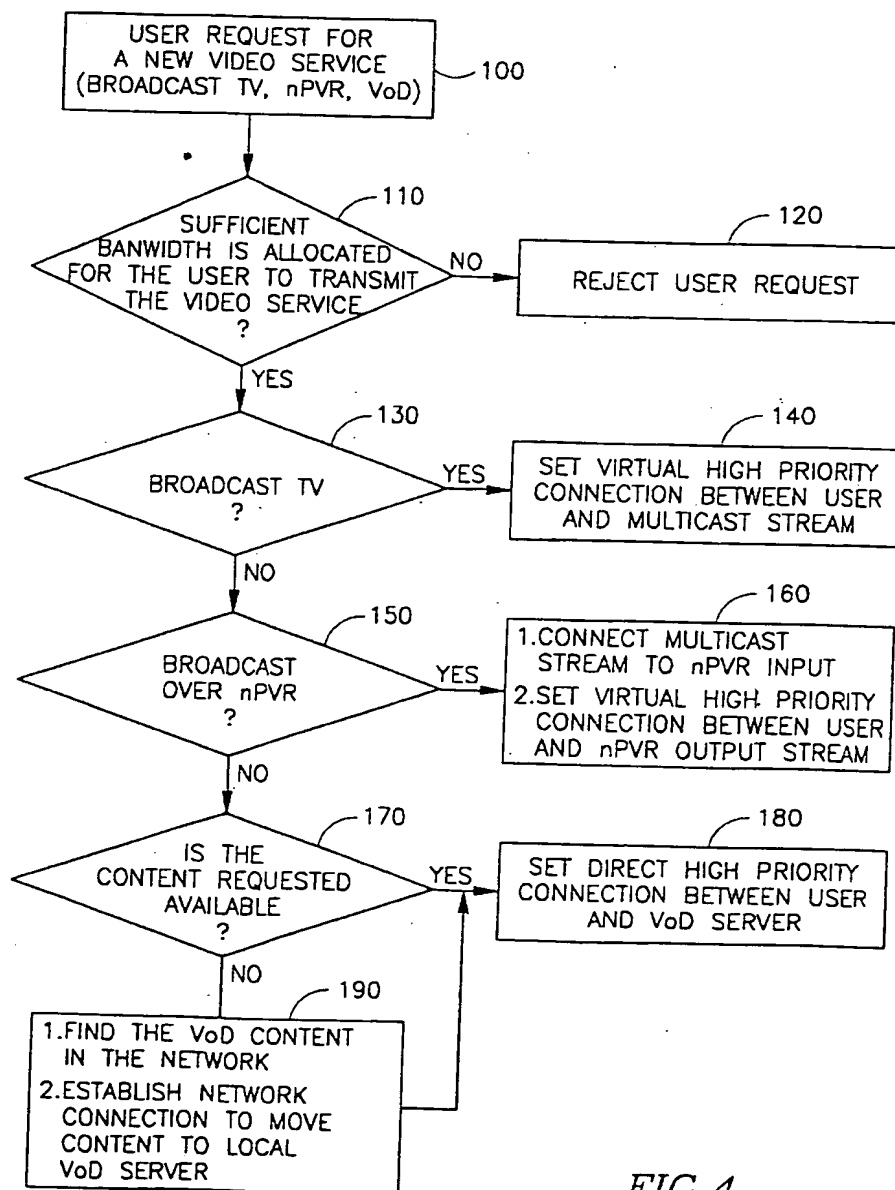 USER REQUEST FOR
A NEW VIDEO SERVICE
(BROADCAST TV, nPVR, VoD)
100
110
SUFFICIENT
BANWIDTH IS ALLOCATED
FOR THE USER TO TRANSMIT
THE VIDEO SERVICE
?
NO
120
REJECT USER REQUEST
YES
130
BROADCAST TV
?
YES
140
SET VIRTUAL HIGH PRIORITY
CONNECTION BETWEEN USER
AND MULTICAST STREAM
NO
150
BROADCAST
OVER nPVR
?
YES
160
1.CONNECT MULTICAST
STREAM TO nPVR INPUT
2.SET VIRTUAL HIGH PRIORITY
CONNECTION BETWEEN USER
AND nPVR OUTPUT STREAM
NO
170
IS THE
CONTENT REQUESTED
AVAILABLE
?
YES
180
SET DIRECT HIGH PRIORITY
CONNECTION BETWEEN USER
AND VoD SERVER
NO
190
1.FIND THE VoD CONTENT
IN THE NETWORK
2.ESTABLISH NETWORK
CONNECTION TO MOVE
CONTENT TO LOCAL
VoD SERVER
FIG.4